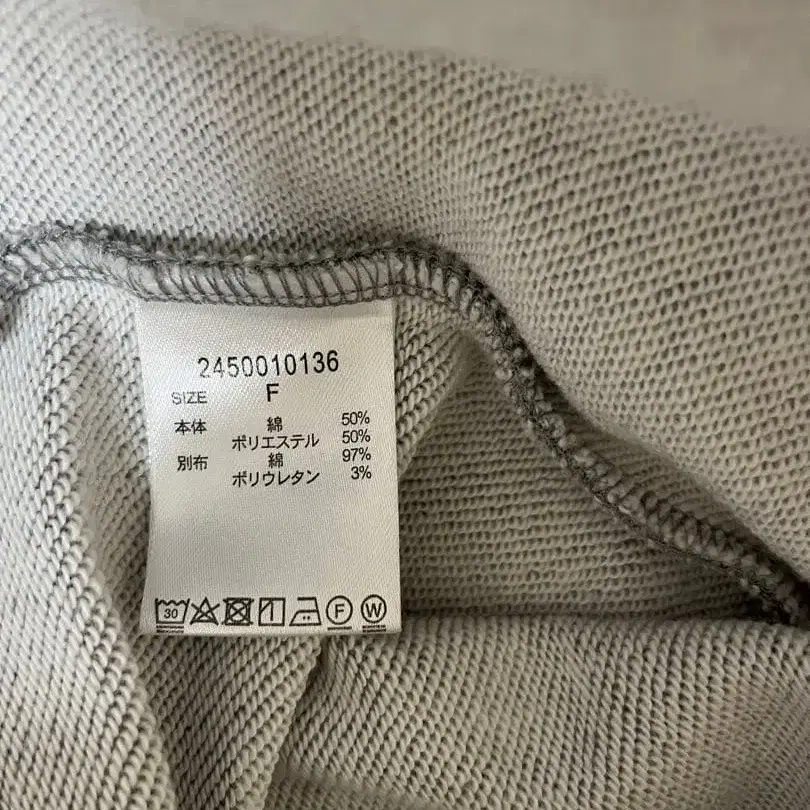 2450010136
SIZE F
本体 綿 50%
ポリエステル 50%
別布 綿 97%
ポリウレタン 3%
30 F W